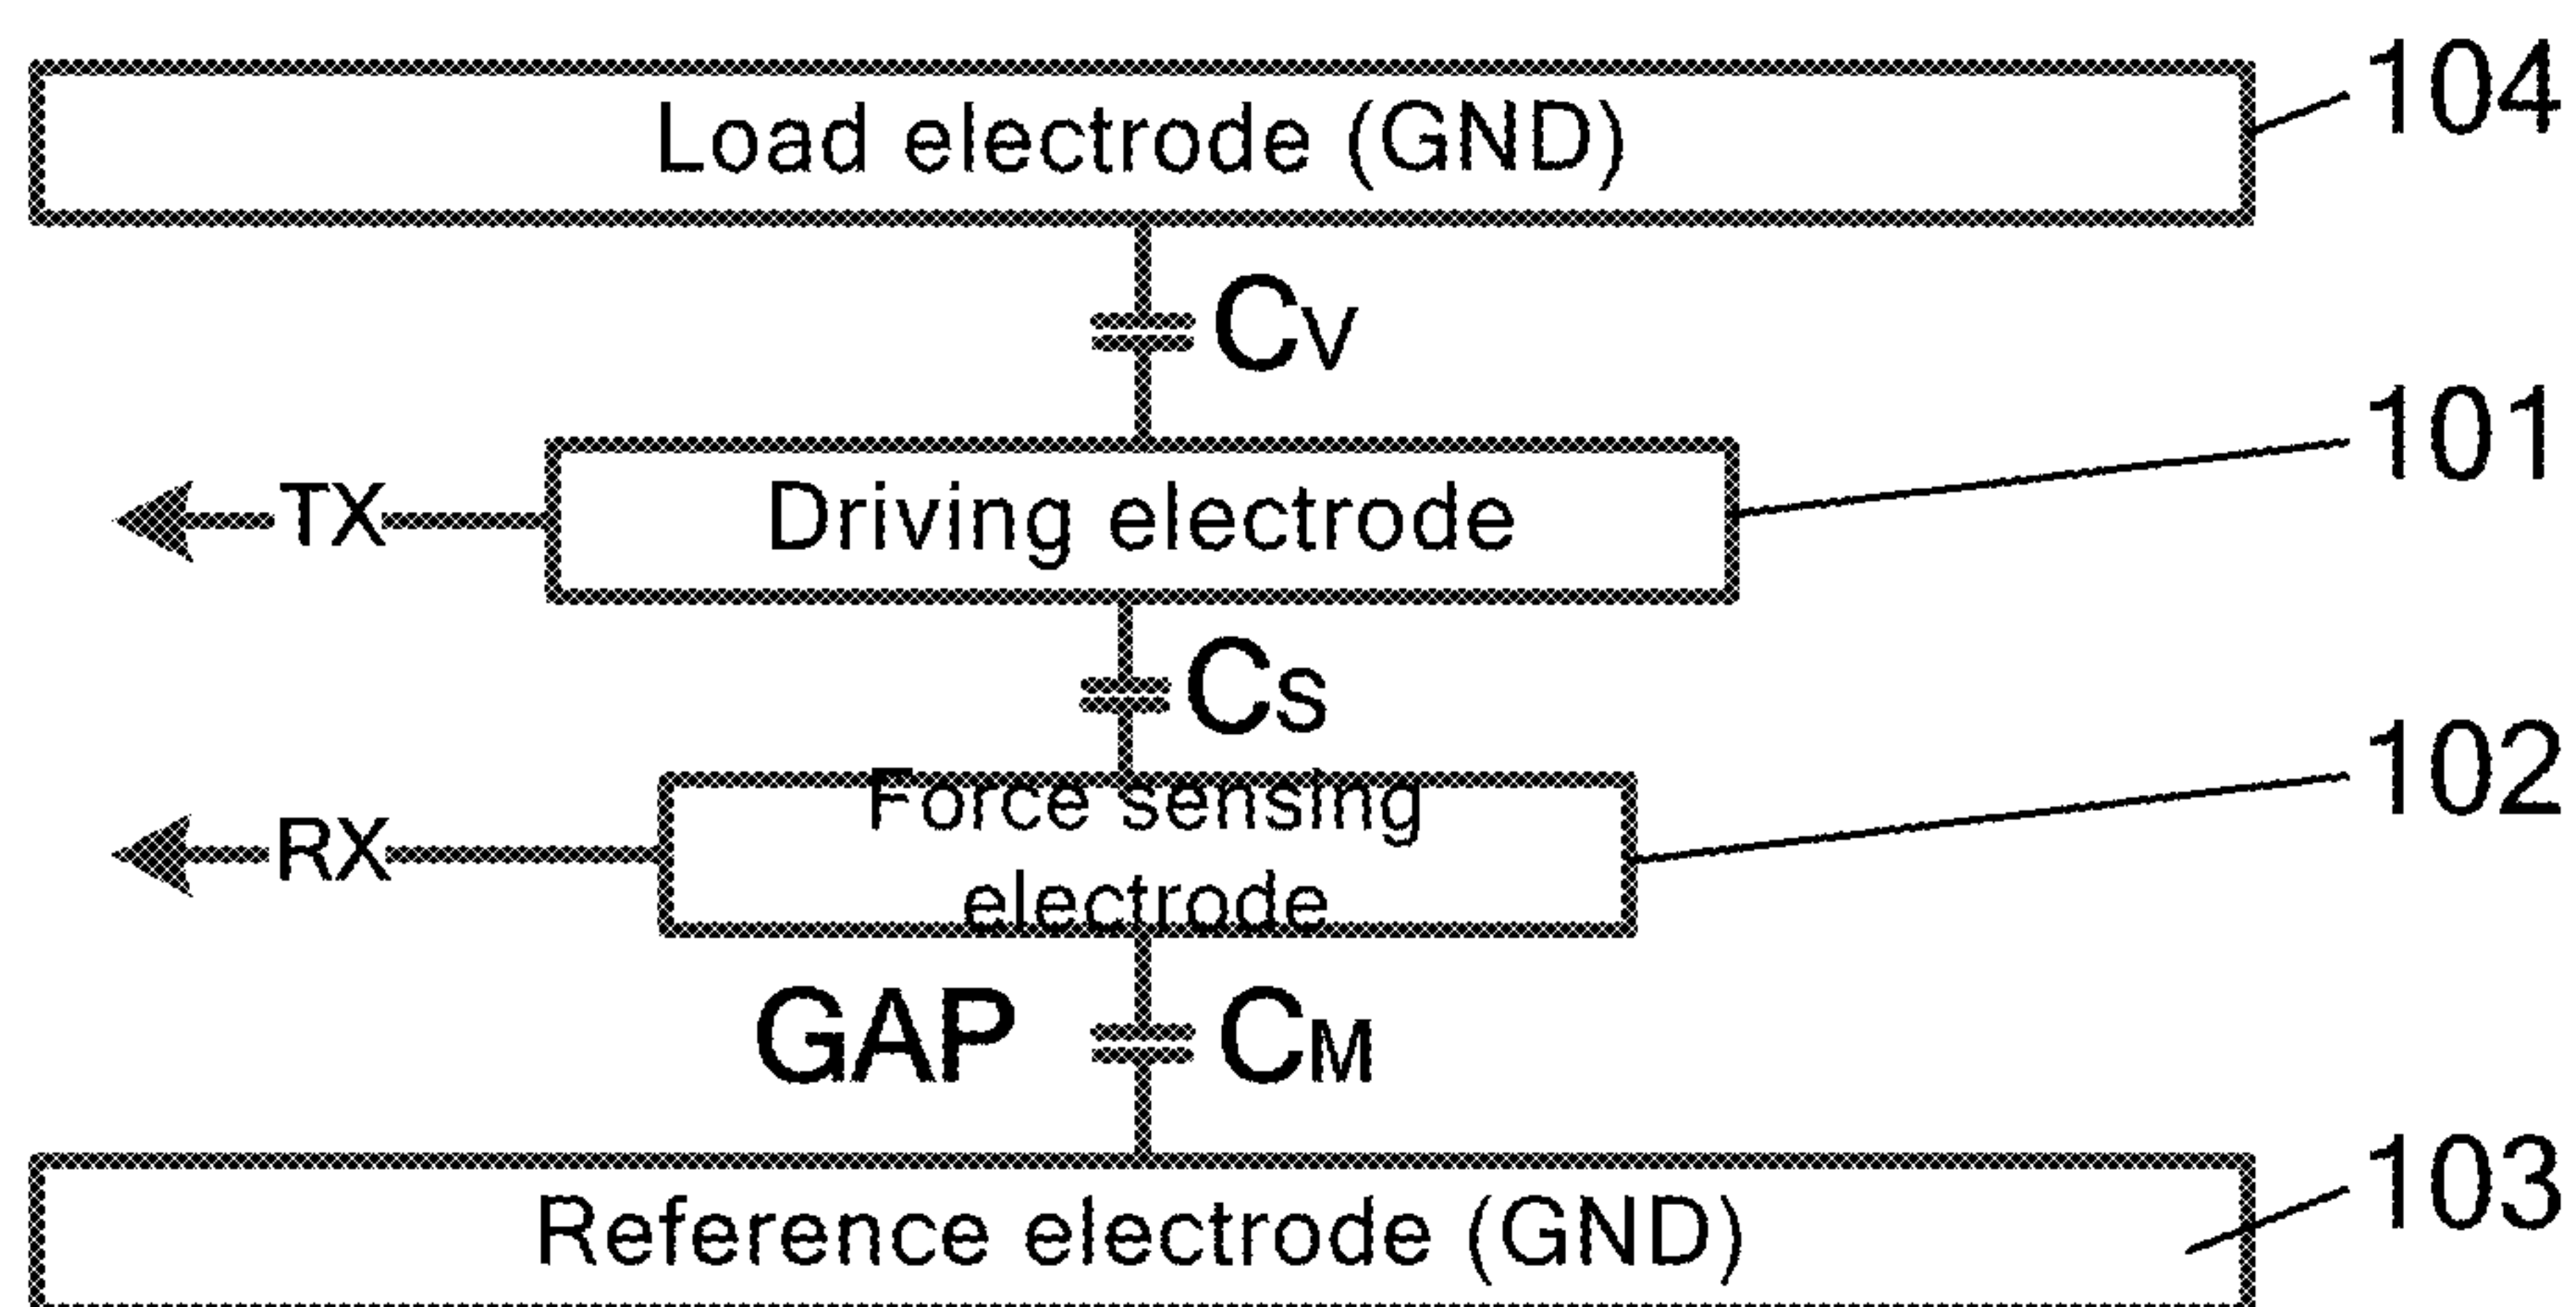 Load electrode (GND)
104
CV
101
TX
Driving electrode
CS
102
Force sensing
electrode
RX
GAP
CM
103
Reference electrode (GND)